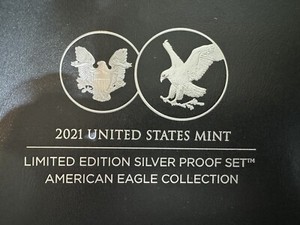 2021 UNITED STATES MINT
LIMITED EDITION SILVER PROOF SET™
AMERICAN EAGLE COLLECTION